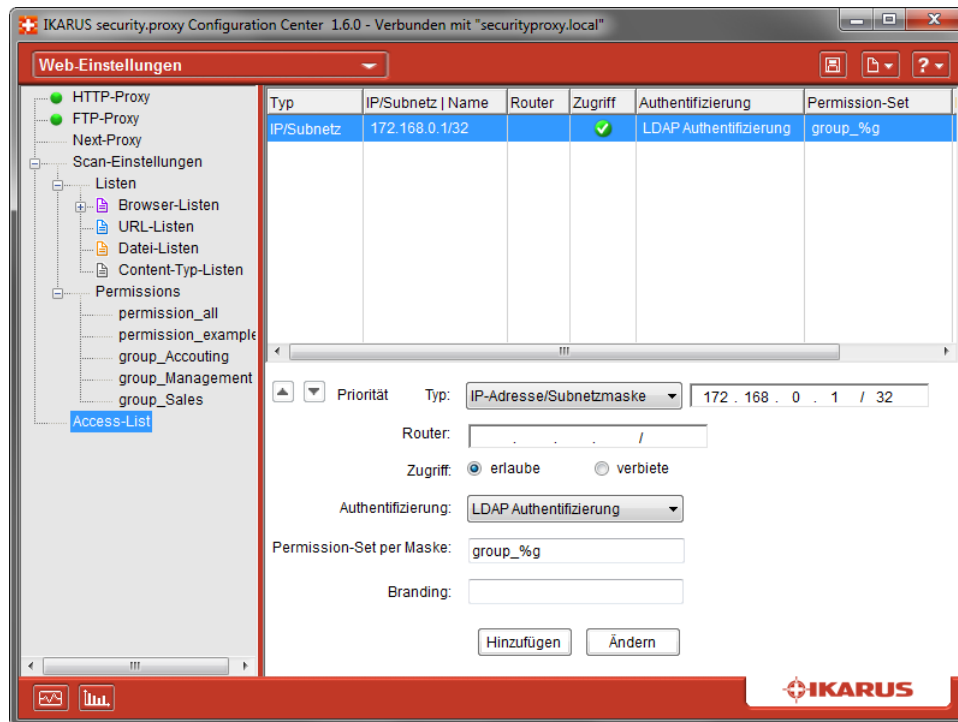 IKARUS security.proxy Configuration Center 1.6.0 - Verbunden mit "securityproxy.local"
Web-Einstellungen
HTTP-Proxy
FTP-Proxy
Next-Proxy
Scan-Einstellungen
Listen
Browser-Listen
URL-Listen
Datei-Listen
Content-Typ-Listen
Permissions
permission_all
permission_example
group_Accouting
group_Management
group_Sales
Access-List
Typ IP/Subnetz | Name Router Zugriff Authentifizierung Permission-Set
IP/Subnetz 172.168.0.1/32 LDAP Authentifizierung group_%g
Priorität Typ: IP-Adresse/Subnetzmaske 172 . 168 . 0 . 1 / 32
Router: . . . /
Zugriff: erlaube verbiete
Authentifizierung: LDAP Authentifizierung
Permission-Set per Maske: group_%g
Branding:
Hinzufügen Ändern
IKARUS